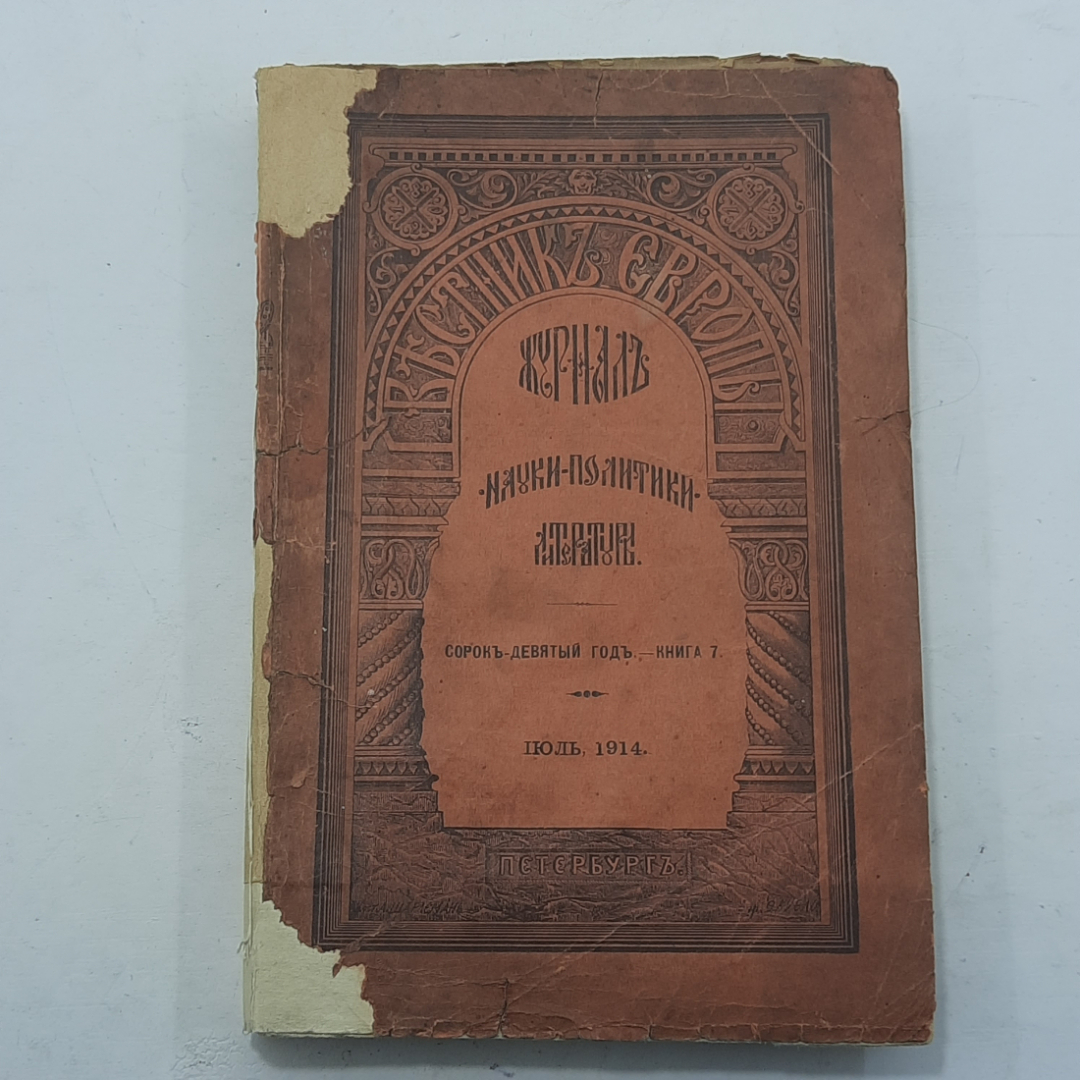 ВѢСТНИКЪ ЕВРОПЫ
ЖУРНАЛЪ
·НАУКИ-ПОЛИТИКИ·
ЛИТЕРАТУРЫ.
СОРОКЪ-ДЕВЯТЫЙ ГОДЪ.—КНИГА 7.
ІЮЛЬ, 1914.
ПЕТЕРБУРГЪ.